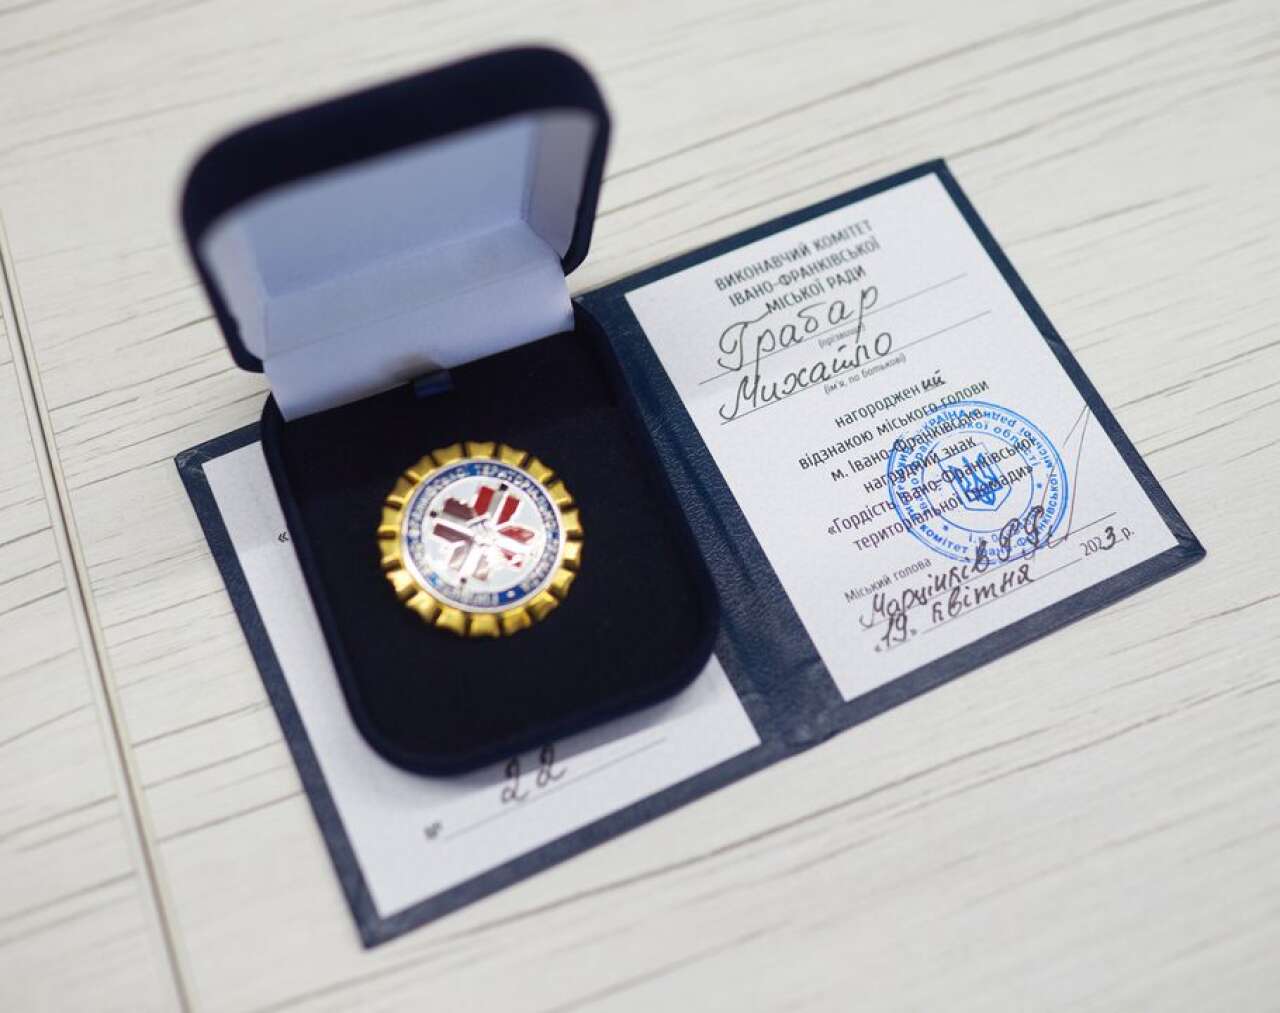 ВИКОНАВЧИЙ КОМІТЕТ
ІВАНО-ФРАНКІВСЬКОЇ
МІСЬКОЇ РАДИ
Грабар
(прізвище)
Михайло
(ім'я, по батькові)
нагороджений
відзнакою міського голови
м. Івано-Франківська
нагрудний знак
«Гордість Івано-Франківської
територіальної громади»
Міський голова
Марцінків Р.Р.
«19» квітня 2023 р.
№ 22